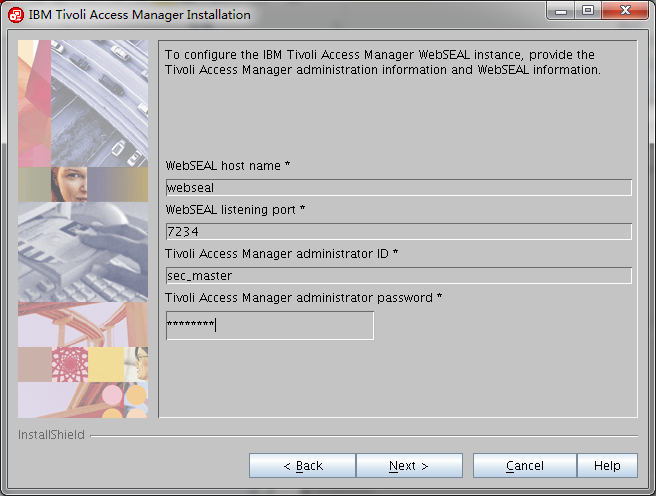 IBM Tivoli Access Manager Installation
To configure the IBM Tivoli Access Manager WebSEAL instance, provide the
Tivoli Access Manager administration information and WebSEAL information.
WebSEAL host name *
webseal
WebSEAL listening port *
7234
Tivoli Access Manager administrator ID *
sec_master
Tivoli Access Manager administrator password *
********
InstallShield
< Back
Next >
Cancel
Help